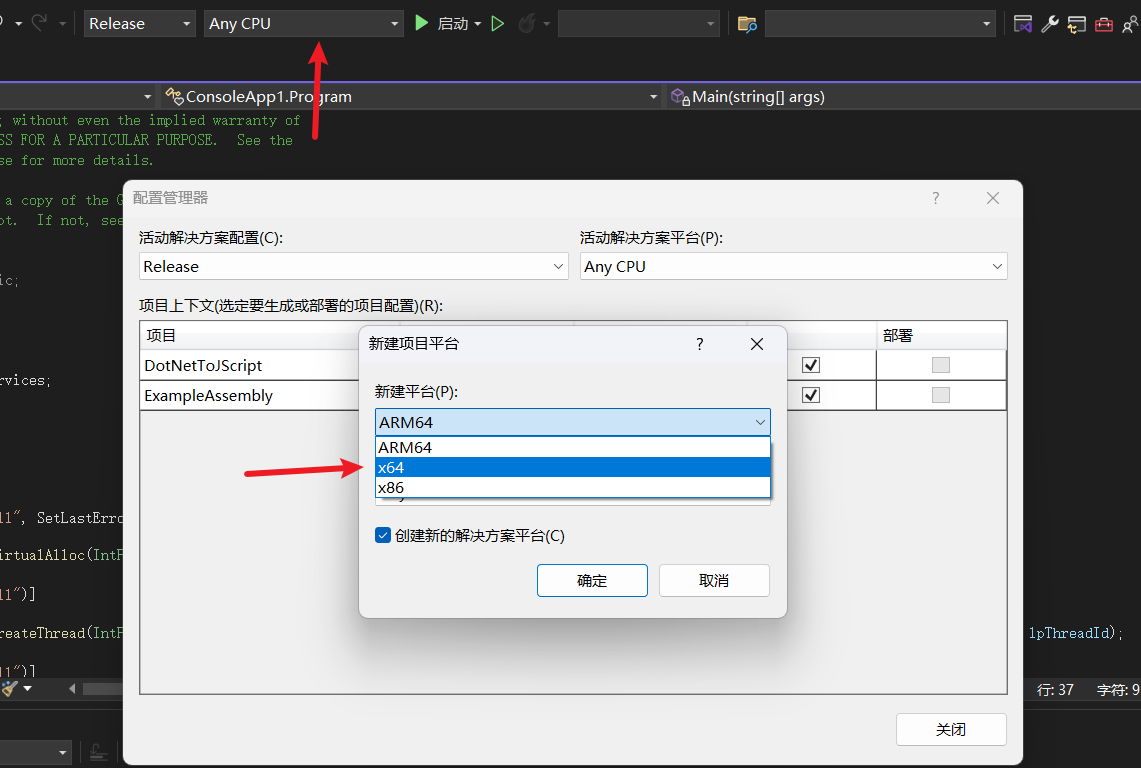 Release
Any CPU
启动
ConsoleApp1.Program
Main(string[] args)
; without even the implied warranty of
SS FOR A PARTICULAR PURPOSE.  See the
se for more details.
a copy of the G
ot.  If not, see
ic;
rvices;
ll", SetLastErro
irtualAlloc(IntP
ll")]
reateThread(IntP
lpThreadId);
ll")]
行: 37
字符: 9
配置管理器
?
活动解决方案配置(C):
活动解决方案平台(P):
Release
Any CPU
项目上下文(选定要生成或部署的项目配置)(R):
项目
部署
DotNetToJScript
ExampleAssembly
新建项目平台
?
新建平台(P):
ARM64
ARM64
x64
x86
创建新的解决方案平台(C)
确定
取消
关闭